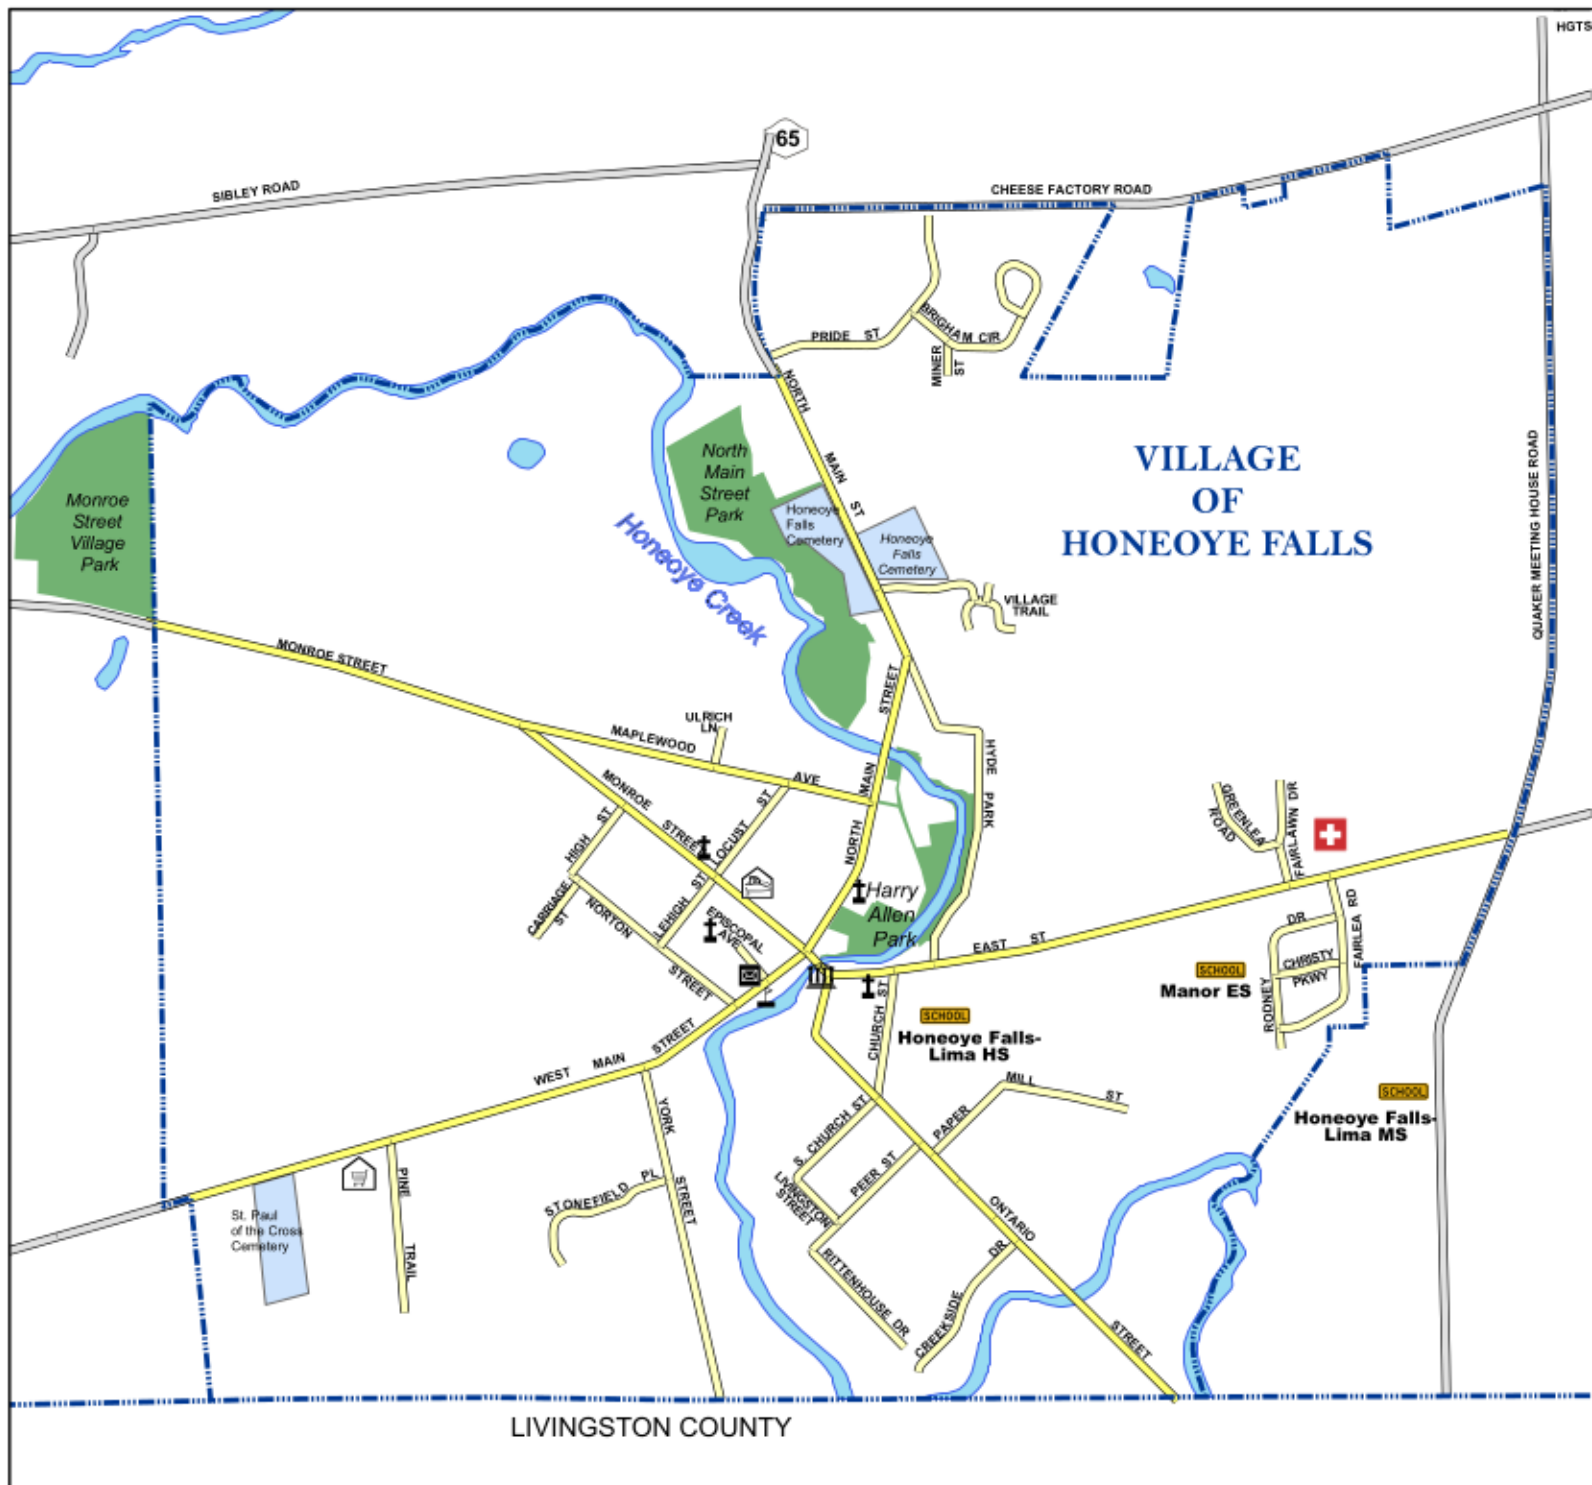 HGTS
65
SIBLEY ROAD
CHEESE FACTORY ROAD
PRIDE ST
BRIGHAM CIR
MINER
ST
NORTH
MAIN
ST
North
Main
Street
Park
VILLAGE
OF
HONEOYE FALLS
QUAKER MEETING HOUSE ROAD
Monroe
Street
Village
Park
Honeoye
Falls
Cemetery
Honeoye
Falls
Cemetery
Honeoye Creek
VILLAGE
TRAIL
MONROE STREET
ULRICH
LN
MAPLEWOOD
AVE
NORTH MAIN STREET
HYDE PARK
MONROE
STREE
LOCUST ST
HIGH ST
CARRIAGE
ST
NORTON
STREET
LEHIGH ST
EPISCOPAL
AVE
Harry
Allen
Park
GREENLEA
ROAD
FAIRLAWN DR
EAST ST
FAIRLEA RD
DR
CHRISTY
PKWY
RODNEY
SCHOOL
Manor ES
SCHOOL
Honeoye Falls-
Lima HS
CHURCH ST
SCHOOL
Honeoye Falls-
Lima MS
WEST MAIN STREET
YORK
STREET
PAPER
MILL
ST
S. CHURCH ST
PEER ST
LIVINGSTON
STREET
STONEFIELD PL
PINE
TRAIL
St. Paul
of the Cross
Cemetery
RITTENHOUSE DR
CREEKSIDE
DR
ONTARIO
STREET
LIVINGSTON COUNTY